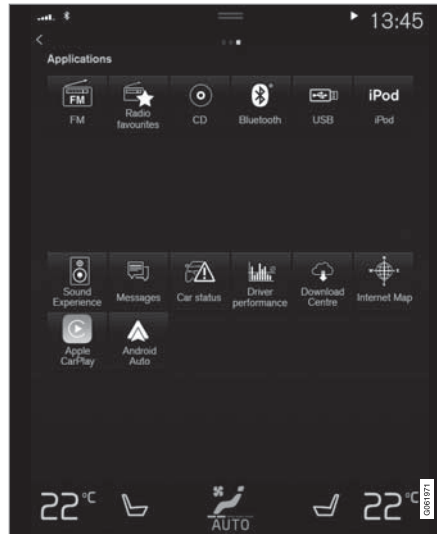 13:45
Applications
FM
iPod
FM
Radio
favourites
CD
Bluetooth
USB
iPod
Sound
Experience
Messages
Car status
Driver
performance
Download
Centre
Internet Map
Apple
CarPlay
Android
Auto
22°C
AUTO
22°C
G061971